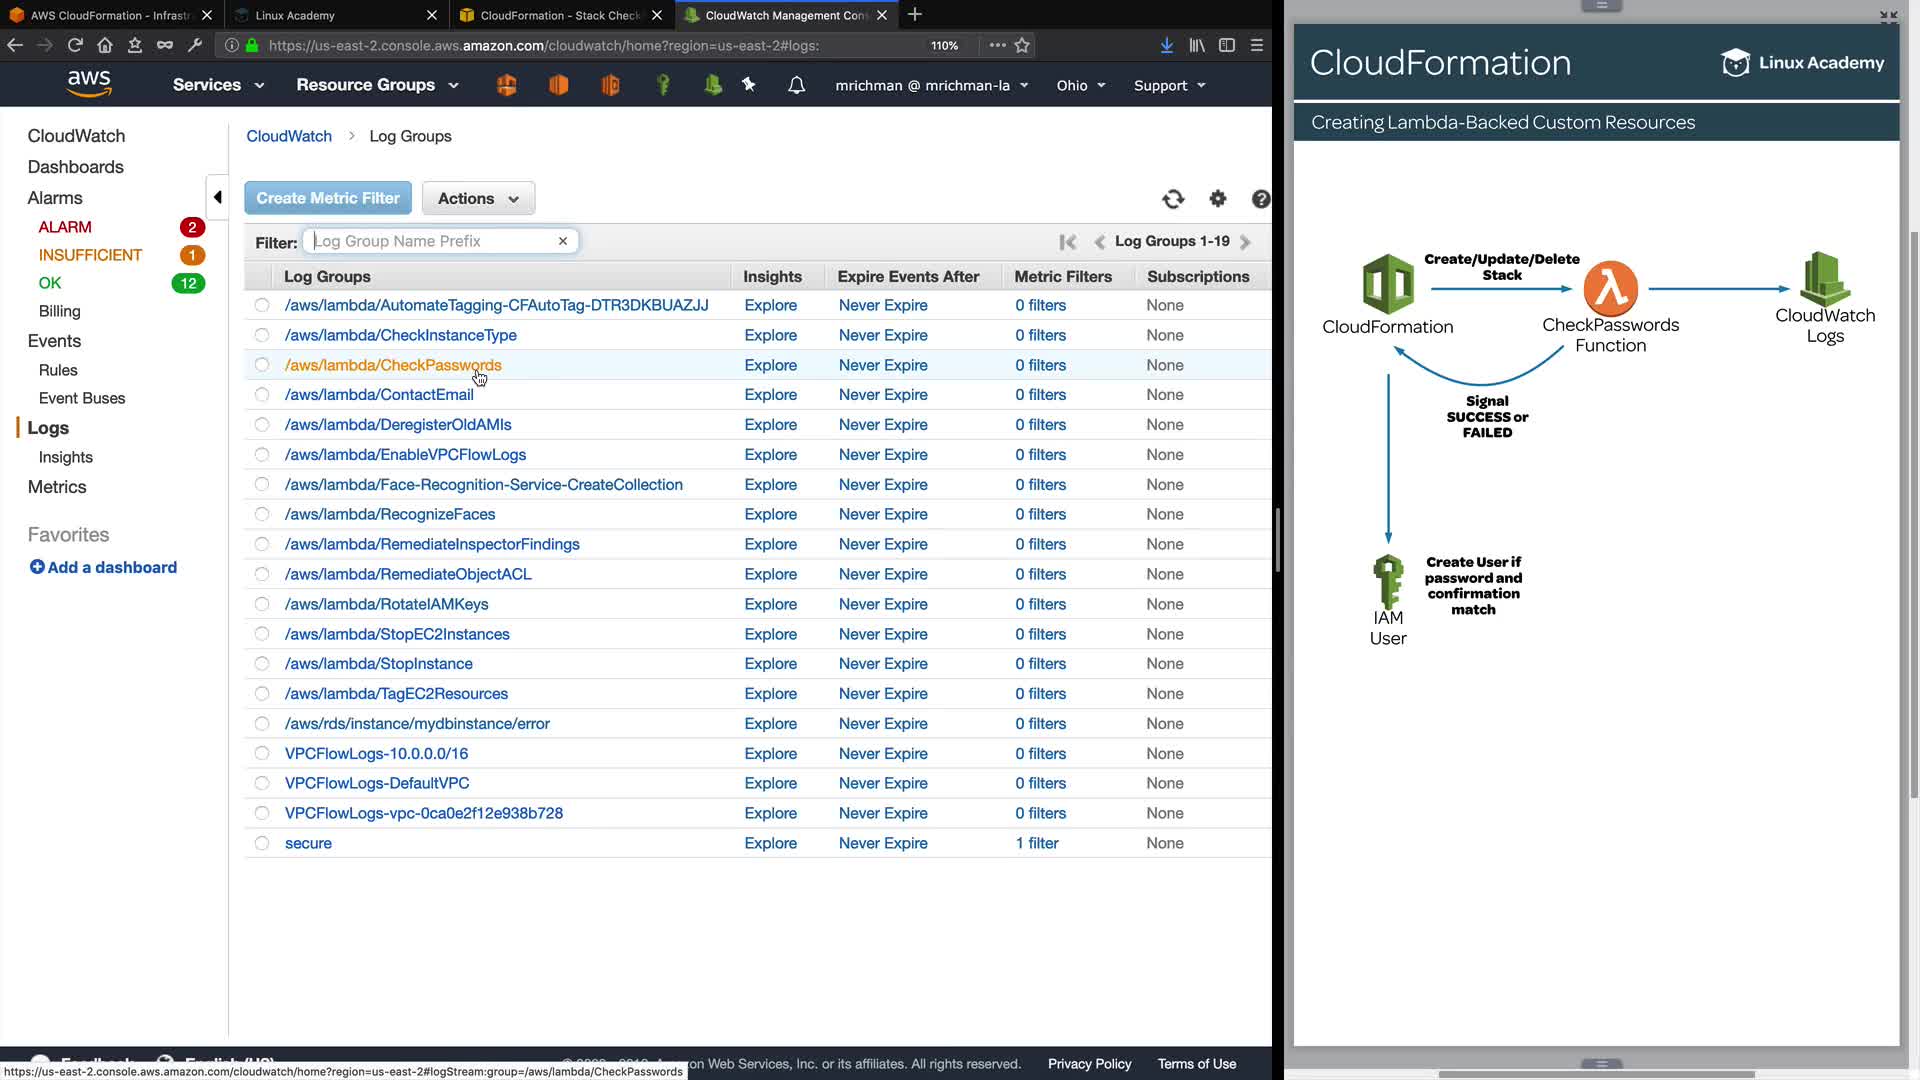 AWS CloudFormation - Infrastr
Linux Academy
CloudFormation - Stack Check
CloudWatch Management Con
https://us-east-2.console.aws.amazon.com/cloudwatch/home?region=us-east-2#logs:
110%
aws
Services
Resource Groups
mrichman @ mrichman-la
Ohio
Support
CloudWatch
Dashboards
Alarms
ALARM 2
INSUFFICIENT 1
OK 12
Billing
Events
Rules
Event Buses
Logs
Insights
Metrics
Favorites
Add a dashboard
CloudWatch > Log Groups
Create Metric Filter
Actions
Filter: Log Group Name Prefix
Log Groups 1-19
Log Groups Insights Expire Events After Metric Filters Subscriptions
/aws/lambda/AutomateTagging-CFAutoTag-DTR3DKBUAZJJ Explore Never Expire 0 filters None
/aws/lambda/CheckInstanceType Explore Never Expire 0 filters None
/aws/lambda/CheckPasswords Explore Never Expire 0 filters None
/aws/lambda/ContactEmail Explore Never Expire 0 filters None
/aws/lambda/DeregisterOldAMIs Explore Never Expire 0 filters None
/aws/lambda/EnableVPCFlowLogs Explore Never Expire 0 filters None
/aws/lambda/Face-Recognition-Service-CreateCollection Explore Never Expire 0 filters None
/aws/lambda/RecognizeFaces Explore Never Expire 0 filters None
/aws/lambda/RemediateInspectorFindings Explore Never Expire 0 filters None
/aws/lambda/RemediateObjectACL Explore Never Expire 0 filters None
/aws/lambda/RotateIAMKeys Explore Never Expire 0 filters None
/aws/lambda/StopEC2Instances Explore Never Expire 0 filters None
/aws/lambda/StopInstance Explore Never Expire 0 filters None
/aws/lambda/TagEC2Resources Explore Never Expire 0 filters None
/aws/rds/instance/mydbinstance/error Explore Never Expire 0 filters None
VPCFlowLogs-10.0.0.0/16 Explore Never Expire 0 filters None
VPCFlowLogs-DefaultVPC Explore Never Expire 0 filters None
VPCFlowLogs-vpc-0ca0e2f12e938b728 Explore Never Expire 0 filters None
secure Explore Never Expire 1 filter None
Web Services, Inc. or its affiliates. All rights reserved.
Privacy Policy
Terms of Use
https://us-east-2.console.aws.amazon.com/cloudwatch/home?region=us-east-2#logStream:group=/aws/lambda/CheckPasswords
CloudFormation
Linux Academy
Creating Lambda-Backed Custom Resources
Create/Update/Delete
Stack
CloudFormation
CheckPasswords
Function
CloudWatch
Logs
Signal
SUCCESS or
FAILED
Create User if
password and
confirmation
match
IAM
User